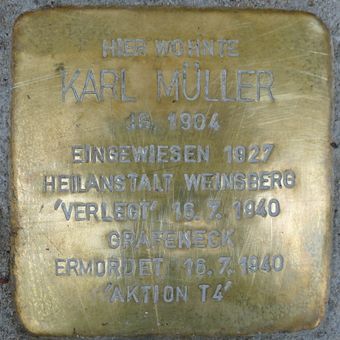 HIER WOHNTE
KARL MÜLLER
JG. 1904
EINGEWIESEN 1927
HEILANSTALT WEINSBERG
'VERLEGT' 16.7.1940
GRAFENECK
ERMORDET 16.7.1940
'AKTION T4'